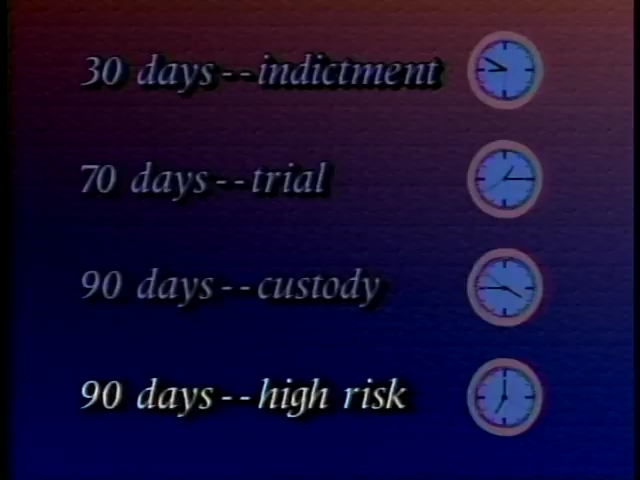 30 days--indictment
70 days--trial
90 days--custody
90 days--high risk